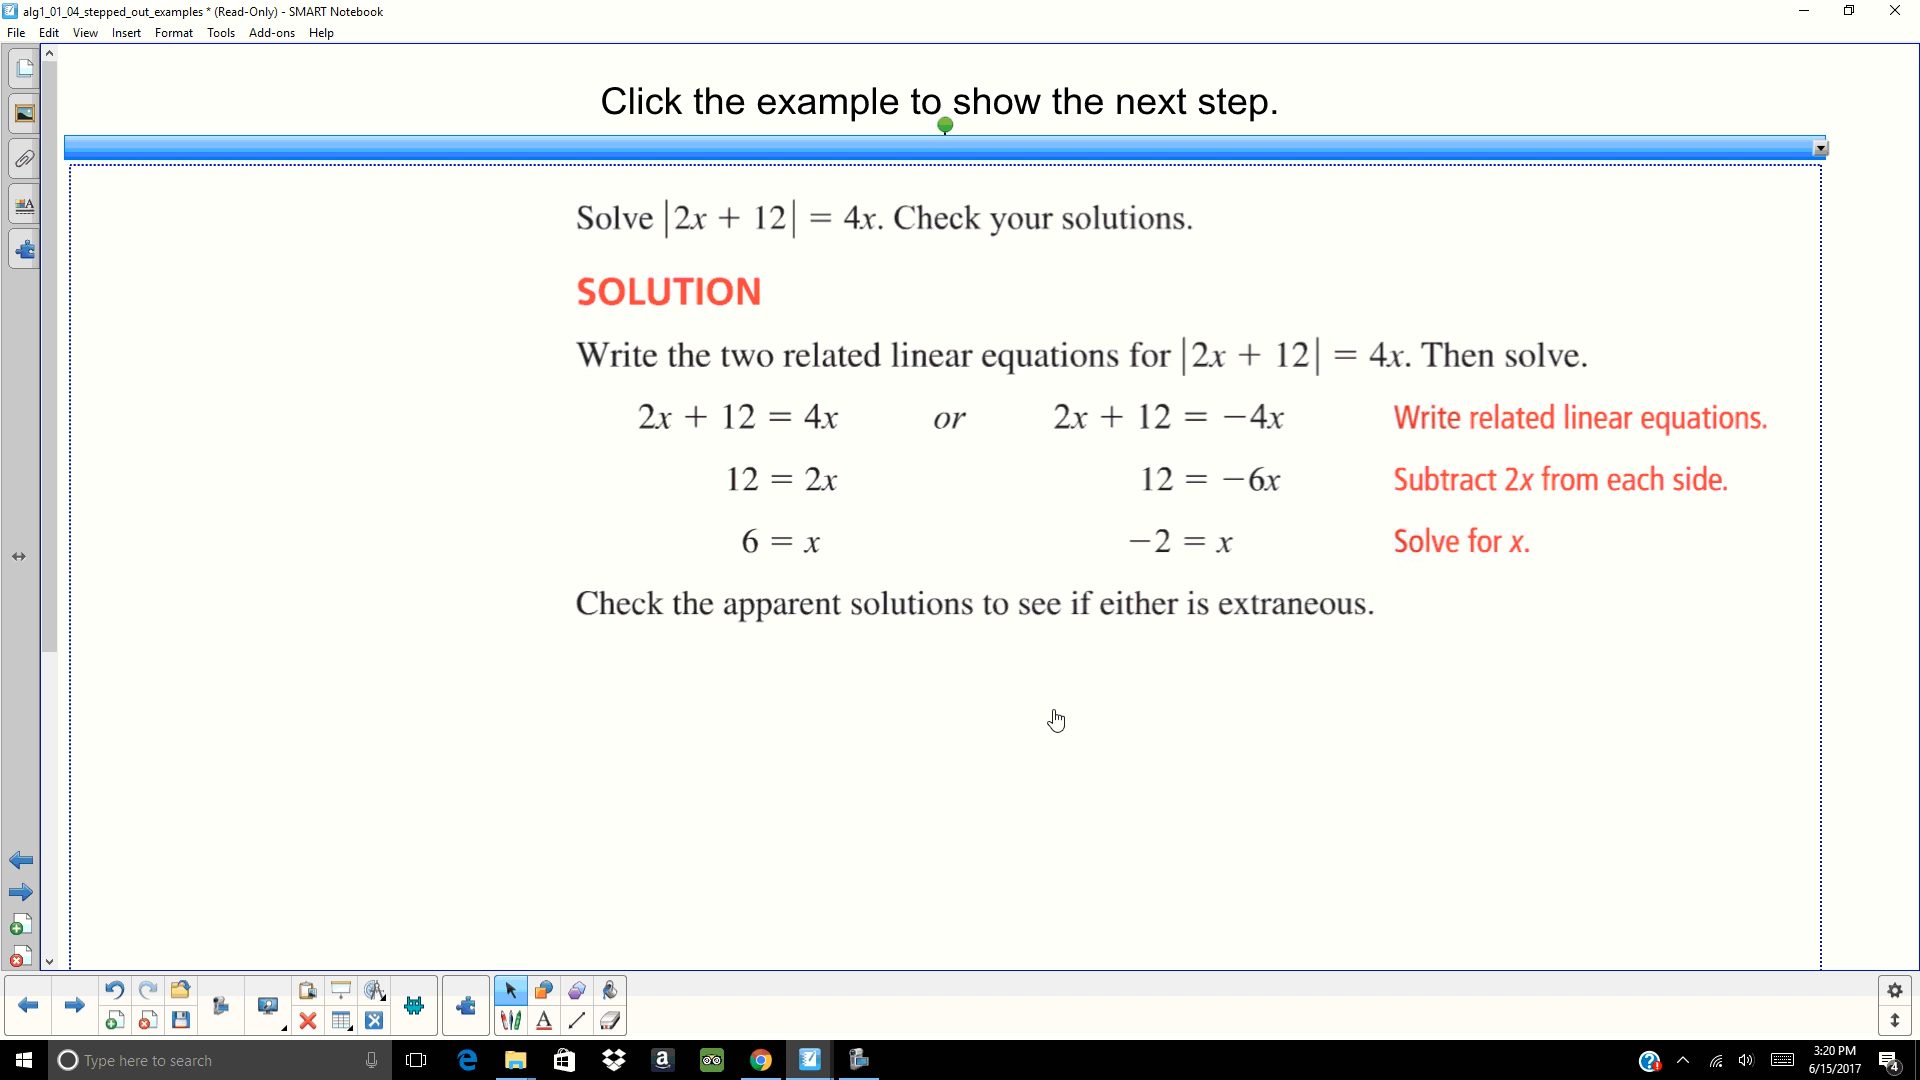 alg1_01_04_stepped_out_examples * (Read-Only) - SMART Notebook
File Edit View Insert Format Tools Add-ons Help
Click the example to show the next step.
Solve |2x + 12| = 4x. Check your solutions.
SOLUTION
Write the two related linear equations for |2x + 12| = 4x. Then solve.
2x + 12 = 4x or 2x + 12 = −4x Write related linear equations.
12 = 2x 12 = −6x Subtract 2x from each side.
6 = x −2 = x Solve for x.
Check the apparent solutions to see if either is extraneous.
Type here to search
3:20 PM
6/15/2017
4